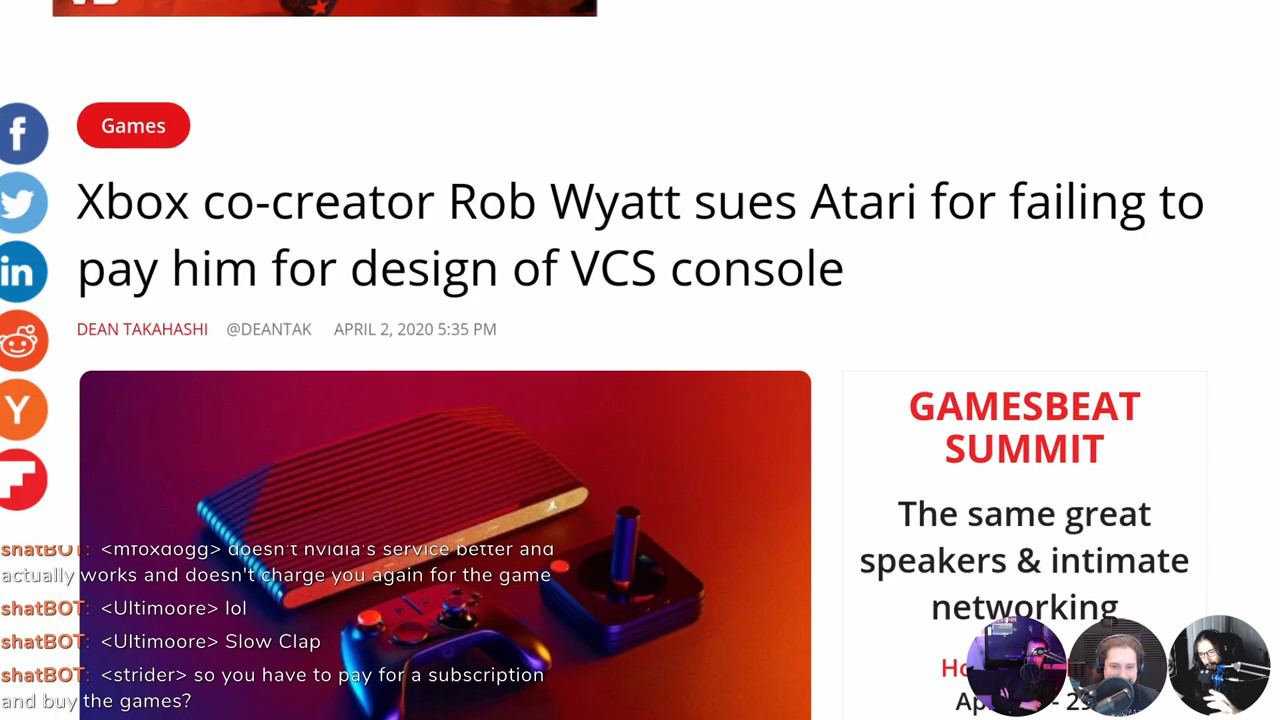 Games
Xbox co-creator Rob Wyatt sues Atari for failing to
pay him for design of VCS console
DEAN TAKAHASHI @DEANTAK APRIL 2, 2020 5:35 PM
GAMESBEAT
SUMMIT
The same great
speakers & intimate
networking
shatBOT: <mfoxdogg> doesn't nvidia's service better and
actually works and doesn't charge you again for the game
shatBOT: <Ultimoore> lol
shatBOT: <Ultimoore> Slow Clap
shatBOT: <strider> so you have to pay for a subscription
and buy the games?